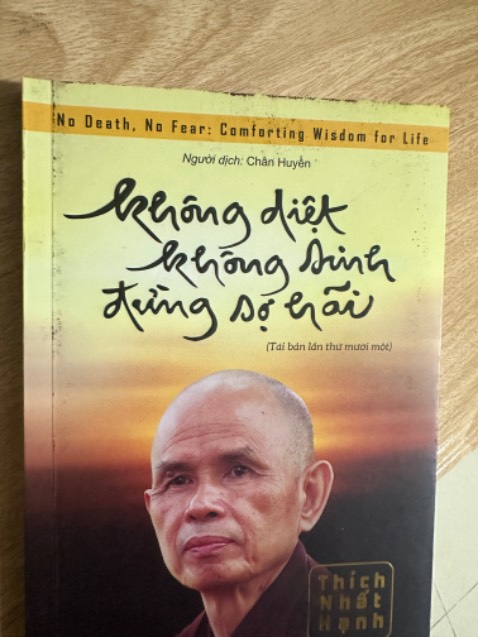 No Death, No Fear: Comforting Wisdom for Life
Người dịch: Chân Huyền
không diệt
không sinh
đừng sợ hãi
(Tái bản lần thứ mười một)
Thích
Nhất
Hạnh